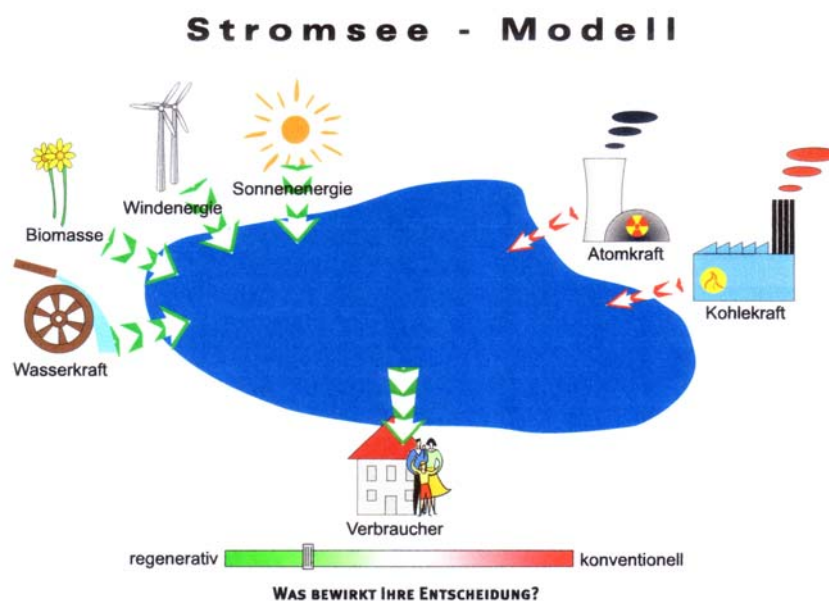 Stromsee - Modell
Sonnenenergie
Windenergie
Biomasse
Wasserkraft
Atomkraft
Kohlekraft
Verbraucher
regenerativ
konventionell
WAS BEWIRKT IHRE ENTSCHEIDUNG?